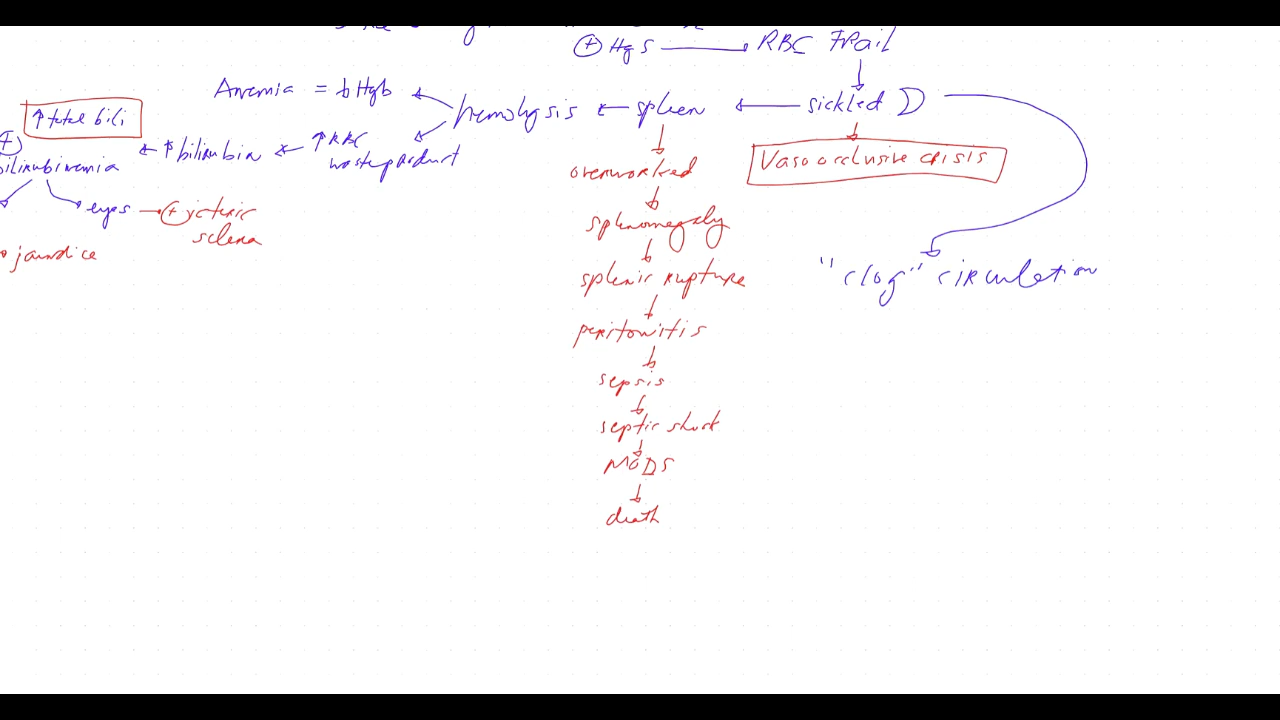 ⊕ HgS → RBC Frail
↓
Anemia = ↓ Hgb ← hemolysis ← spleen ← sickled
↑ total bili
Vasoocclusive crisis
+
bilirubinemia ← ↑ bilirubin ← ↑ RBC
waste product
overworked
eyes → ⊕ icteric
sclera
splenomegaly
jaundice
"clog" circulation
splenic rupture
peritonitis
sepsis
septic shock
MODS
death